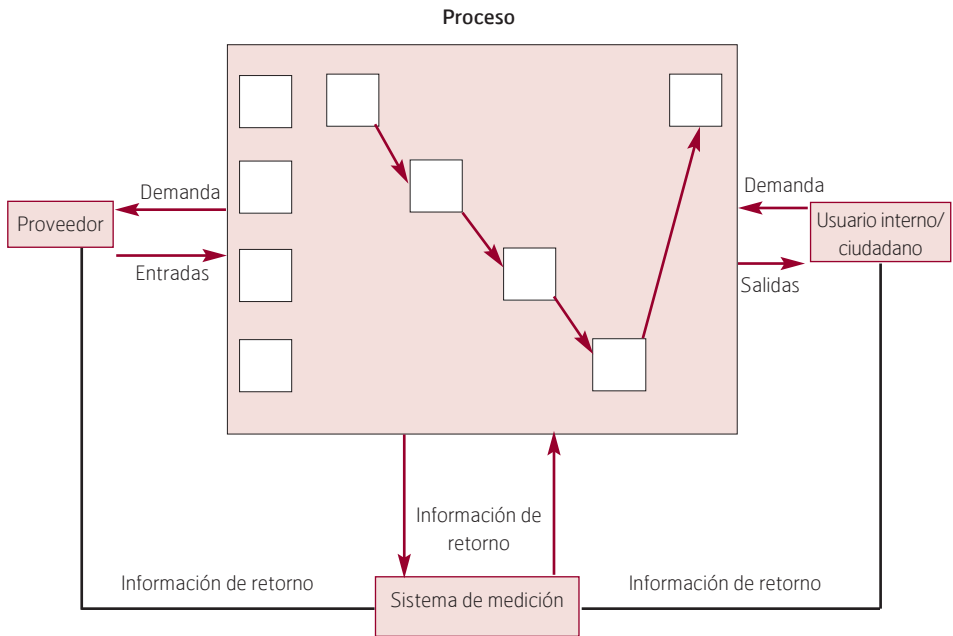 Proceso
Demanda
Proveedor
Entradas
Demanda
Usuario interno/
ciudadano
Salidas
Información de
retorno
Información de retorno
Sistema de medición
Información de retorno